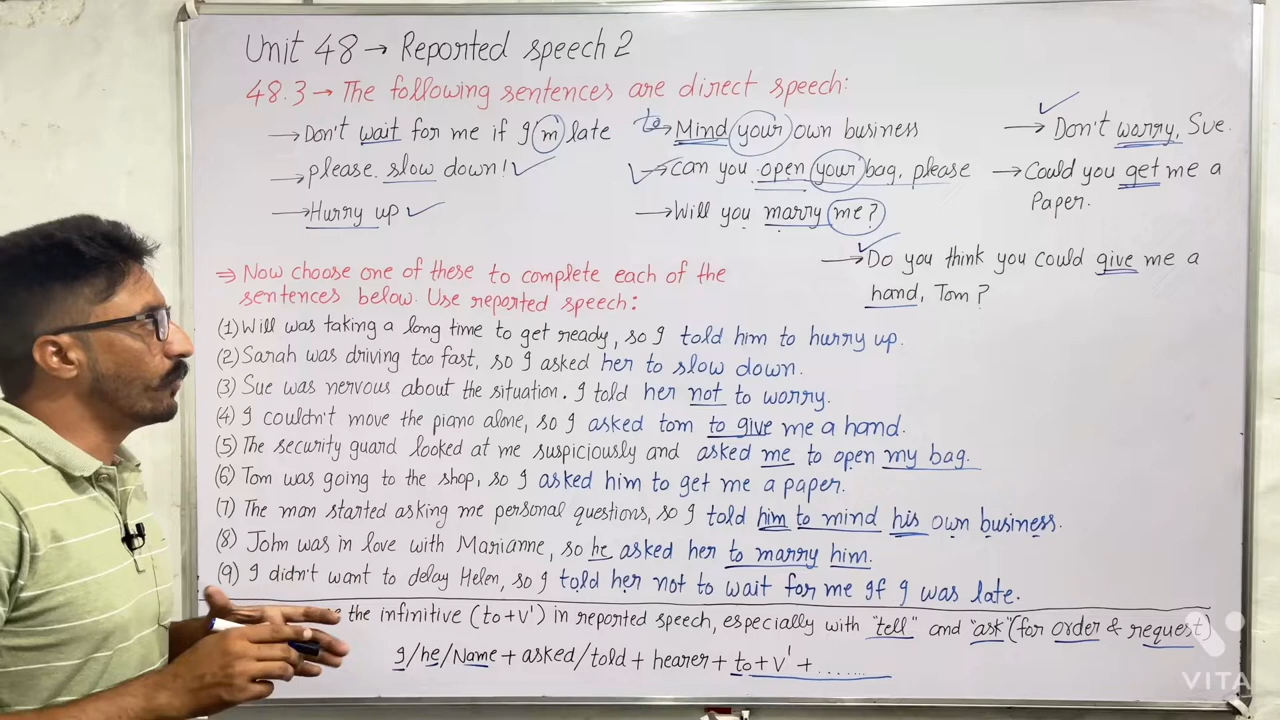 Unit 48 → Reported speech 2
48.3 → The following sentences are direct speech:
→ Don't wait for me if I'm late
→ please. slow down! ✓
→ Hurry up ✓
to → Mind your own business
→ can you open your bag, please
→ Will you marry me?
→ Don't worry, Sue.
→ Could you get me a
Paper.
→ Do you think you could give me a
hand, Tom?
⇒ Now choose one of these to complete each of the
sentences below. Use reported speech:
(1) Will was taking a long time to get ready, so I told him to hurry up.
(2) Sarah was driving too fast, so I asked her to slow down.
(3) Sue was nervous about the situation. I told her not to worry.
(4) I couldn't move the piano alone, so I asked tom to give me a hand.
(5) The security guard looked at me suspiciously and asked me to open my bag.
(6) Tom was going to the shop, so I asked him to get me a paper.
(7) The man started asking me personal questions, so I told him to mind his own business.
(8) John was in love with Marianne, so he asked her to marry him.
(9) I didn't want to delay Helen, so I told her not to wait for me If I was late.
the infinitive (to+v¹) in reported speech, especially with "tell" and "ask" (for order & request)
I/he/Name + asked/told + hearer + to + v¹ + .......
VITA